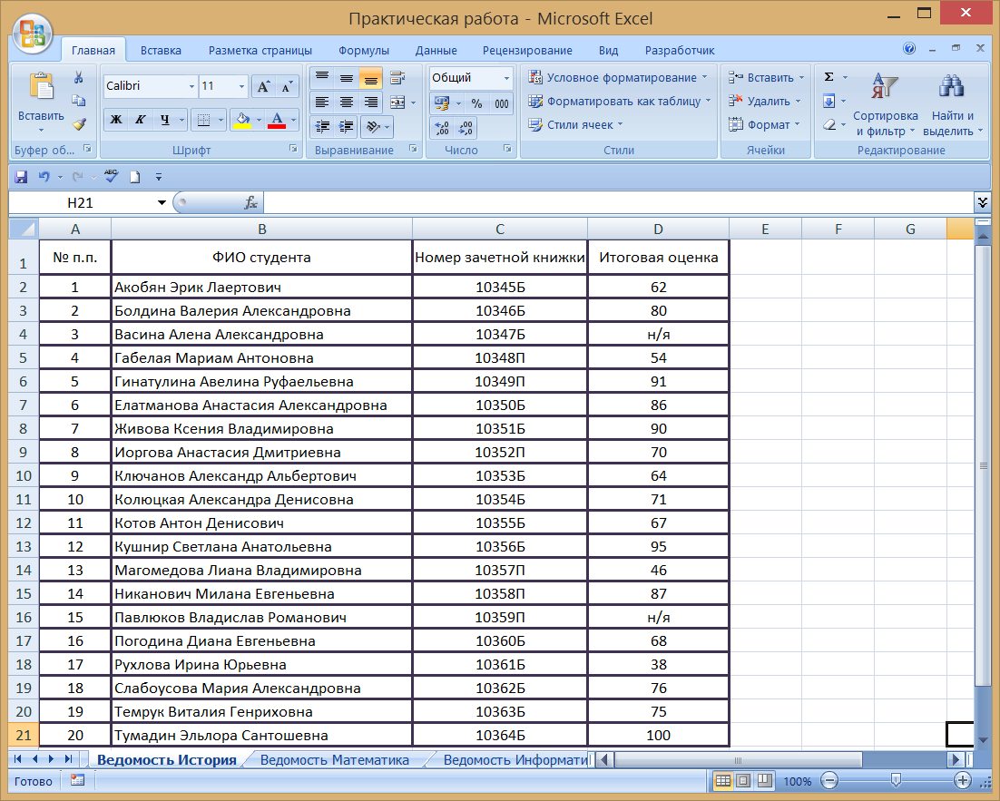 Практическая работа - Microsoft Excel
Главная Вставка Разметка страницы Формулы Данные Рецензирование Вид Разработчик
Вставить
Буфер об...
Calibri 11
Ж К Ч
Шрифт
Выравнивание
Общий
% 000
Число
Условное форматирование
Форматировать как таблицу
Стили ячеек
Стили
Вставить
Удалить
Формат
Ячейки
Σ
Сортировка и фильтр
Найти и выделить
Редактирование
H21
A B C D E F G
1 № п.п. ФИО студента Номер зачетной книжки Итоговая оценка
2 1 Акобян Эрик Лаертович 10345Б 62
3 2 Болдина Валерия Александровна 10346Б 80
4 3 Васина Алена Александровна 10347Б н/я
5 4 Габелая Мариам Антоновна 10348П 54
6 5 Гинатулина Авелина Руфаельевна 10349П 91
7 6 Елатманова Анастасия Александровна 10350Б 86
8 7 Живова Ксения Владимировна 10351Б 90
9 8 Иоргова Анастасия Дмитриевна 10352П 70
10 9 Ключанов Александр Альбертович 10353Б 64
11 10 Колюцкая Александра Денисовна 10354Б 71
12 11 Котов Антон Денисович 10355Б 67
13 12 Кушнир Светлана Анатольевна 10356Б 95
14 13 Магомедова Лиана Владимировна 10357П 46
15 14 Никанович Милана Евгеньевна 10358П 87
16 15 Павлюков Владислав Романович 10359П н/я
17 16 Погодина Диана Евгеньевна 10360Б 68
18 17 Рухлова Ирина Юрьевна 10361Б 38
19 18 Слабоусова Мария Александровна 10362Б 76
20 19 Темрук Виталия Генриховна 10363Б 75
21 20 Тумадин Эльлора Сантошевна 10364Б 100
Ведомость История Ведомость Математика Ведомость Информати
Готово 100%